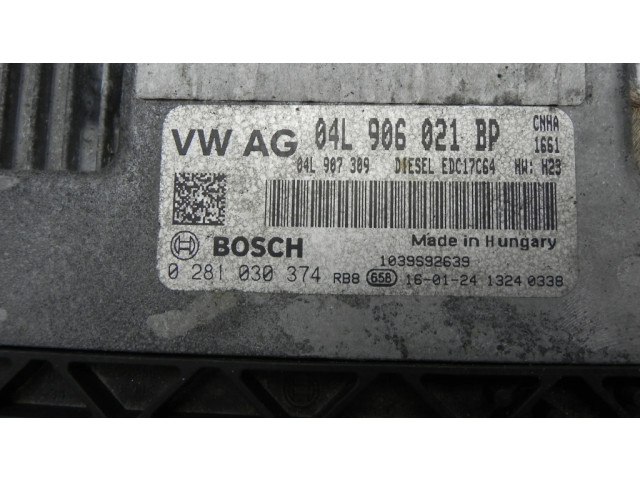 VW AG 04L 906 021 BP CNHA
1661
04L 907 309 DIESEL EDC17C64 HW: H23
BOSCH Made in Hungary
1039S92639
0 281 030 374 RB8 658 16-01-24 1324 0338